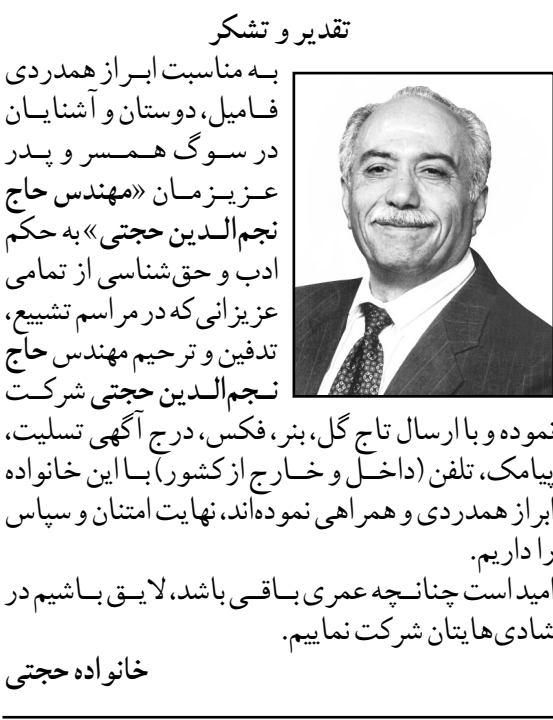 تقدیر و تشکر
به مناسبت ابراز همدردی
فامیل، دوستان و آشنایان
در سوگ همسر و پدر
عزیزمان «مهندس حاج
نجم‌الدین حجتی» به حکم
ادب و حق‌شناسی از تمامی
عزیزانی که در مراسم تشییع،
تدفین و ترحیم مهندس حاج
نجم‌الدین حجتی شرکت
نموده و با ارسال تاج گل، بنر، فکس، درج آگهی تسلیت،
پیامک، تلفن (داخل و خارج از کشور) با این خانواده
ابراز همدردی و همراهی نموده‌اند، نهایت امتنان و سپاس
را داریم.
امید است چنانچه عمری باقی باشد، لایق باشیم در
شادی‌هایتان شرکت نماییم.
خانواده حجتی